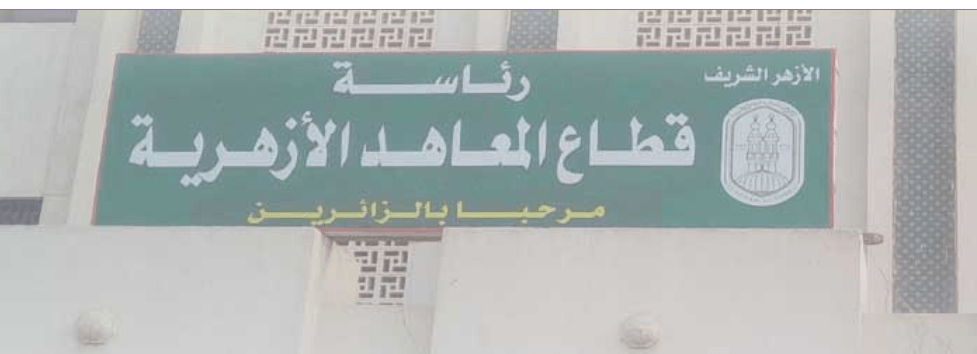 الأزهر الشريف
رئاسة
قطاع المعاهد الأزهرية
مرحبا بالزائرين